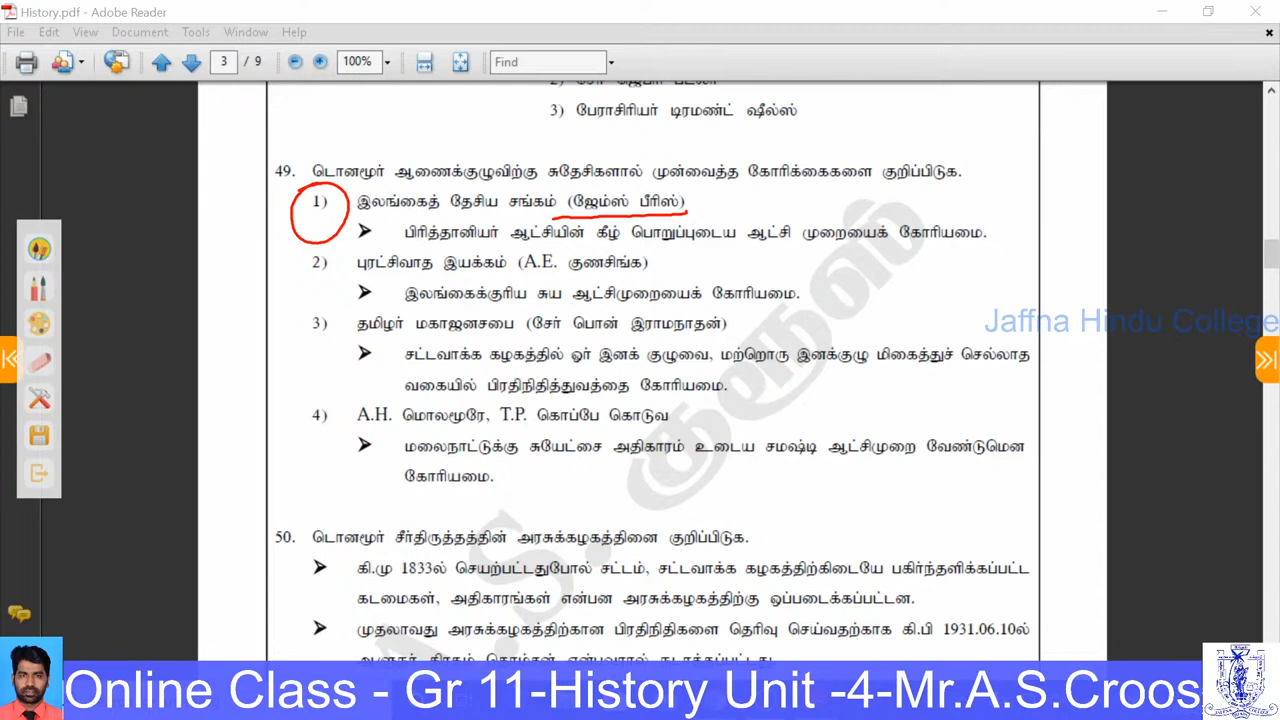 History.pdf - Adobe Reader
File Edit View Document Tools Window Help
3 / 9 100% Find
3) பேராசிரியர் டிரமண்ட் ஷீல்ஸ்
49. டொனமூர் ஆணைக்குழுவிற்கு சுதேசிகளால் முன்வைத்த கோரிக்கைகளை குறிப்பிடுக.
1) இலங்கைத் தேசிய சங்கம் (ஜேம்ஸ் பீரிஸ்)
➤ பிரித்தானியர் ஆட்சியின் கீழ் பொறுப்புடைய ஆட்சி முறையைக் கோரியமை.
2) புரட்சிவாத இயக்கம் (A.E. குணசிங்க)
➤ இலங்கைக்குரிய சுய ஆட்சிமுறையைக் கோரியமை.
3) தமிழர் மகாஜனசபை (சேர் பொன் இராமநாதன்)
➤ சட்டவாக்க கழகத்தில் ஓர் இனக் குழுவை, மற்றொரு இனக்குழு மிகைத்துச் செல்லாத
வகையில் பிரதிநிதித்துவத்தை கோரியமை.
Jaffna Hindu College
4) A.H. மொலமூரே, T.P. கொப்பே கொடுவ
➤ மலைநாட்டுக்கு சுயேட்சை அதிகாரம் உடைய சமஷ்டி ஆட்சிமுறை வேண்டுமென
கோரியமை.
50. டொனமூர் சீர்திருத்தத்தின் அரசுக்கழகத்தினை குறிப்பிடுக.
➤ கி.மு 1833ல் செயற்பட்டதுபோல் சட்டம், சட்டவாக்க கழகத்திற்கிடையே பகிர்ந்தளிக்கப்பட்ட
கடமைகள், அதிகாரங்கள் என்பன அரசுக்கழகத்திற்கு ஒப்படைக்கப்பட்டன.
➤ முதலாவது அரசுக்கழகத்திற்கான பிரதிநிதிகளை தெரிவு செய்வதற்காக கி.பி 1931.06.10ல்
Online Class - Gr 11-History Unit -4-Mr.A.S.Croos